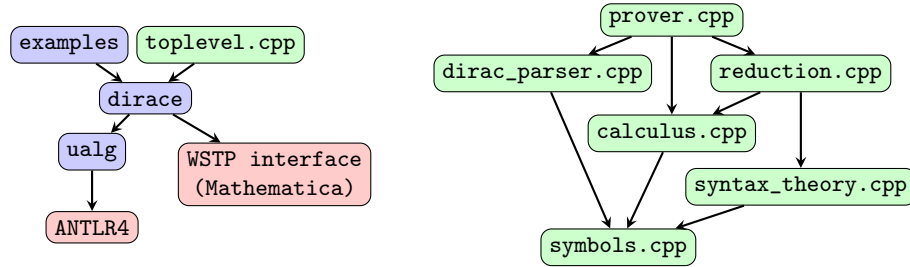 examples
toplevel.cpp
dirace
ualg
WSTP interface
(Mathematica)
ANTLR4
prover.cpp
dirac_parser.cpp
reduction.cpp
calculus.cpp
syntax_theory.cpp
symbols.cpp